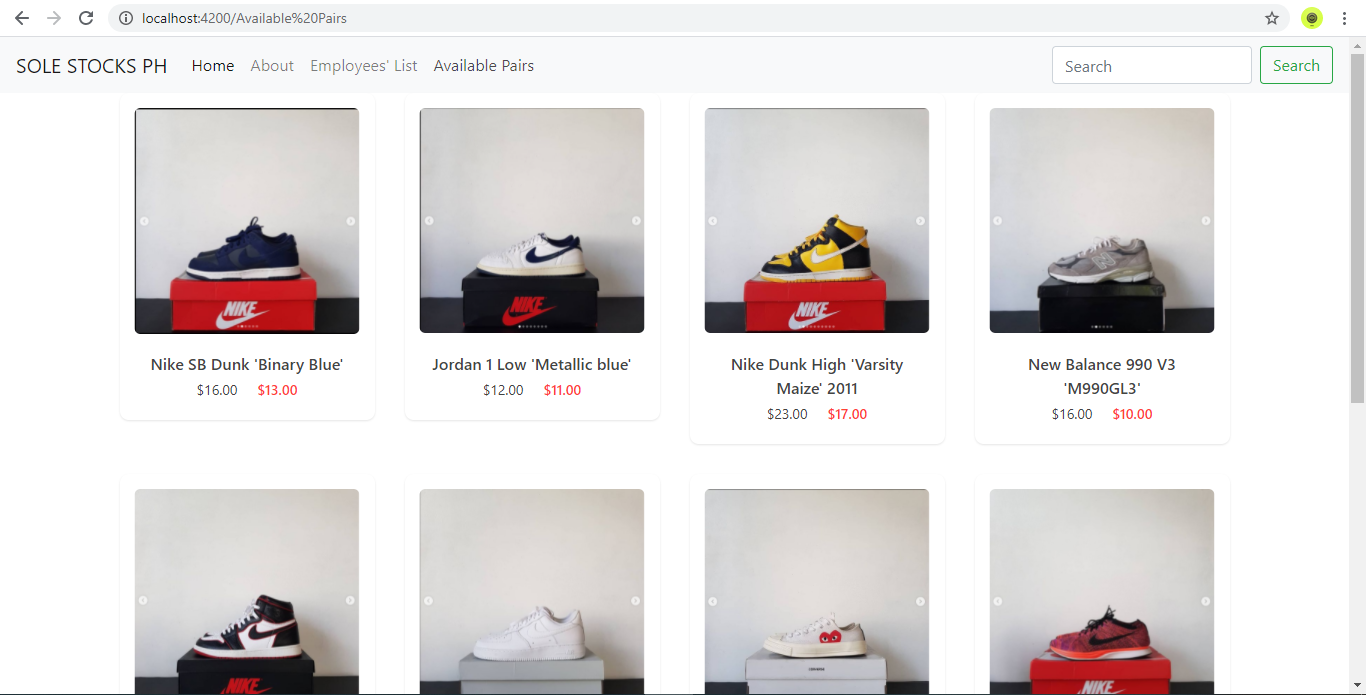 localhost:4200/Available%20Pairs
SOLE STOCKS PH Home About Employees' List Available Pairs Search Search
NIKE NIKE NIKE
Nike SB Dunk 'Binary Blue' Jordan 1 Low 'Metallic blue' Nike Dunk High 'Varsity New Balance 990 V3
$16.00 $13.00 $12.00 $11.00 Maize' 2011 'M990GL3'
$23.00 $17.00 $16.00 $10.00
CONVERSE
NIKE NIKE